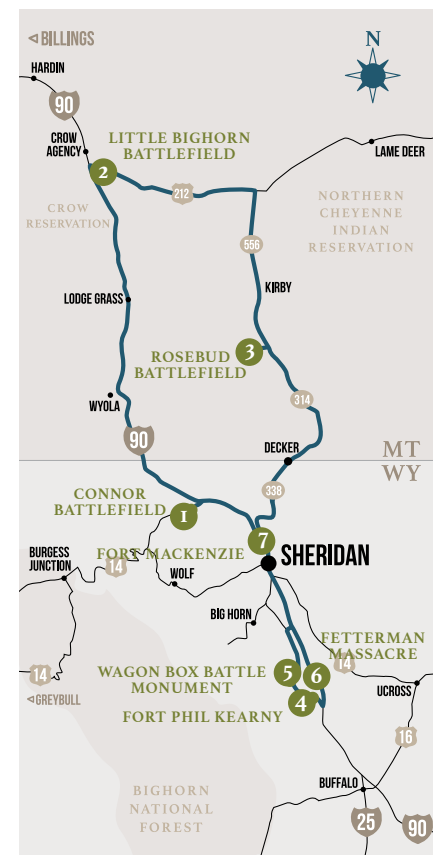 ◁BILLINGS
N
HARDIN
90
CROW
AGENCY
LITTLE BIGHORN
BATTLEFIELD
LAME DEER
2
212
CROW
RESERVATION
NORTHERN
CHEYENNE
INDIAN
RESERVATION
556
KIRBY
LODGE GRASS
ROSEBUD
BATTLEFIELD
3
WYOLA
314
90
DECKER
MT
WY
338
CONNOR
BATTLEFIELD
1
7
FORT MACKENZIE
SHERIDAN
BURGESS
JUNCTION
14
WOLF
BIG HORN
FETTERMAN
MASSACRE
14
WAGON BOX BATTLE
MONUMENT
5
6
14
◁GREYBULL
UCROSS
FORT PHIL KEARNY
4
16
BUFFALO
BIGHORN
NATIONAL
FOREST
25
90